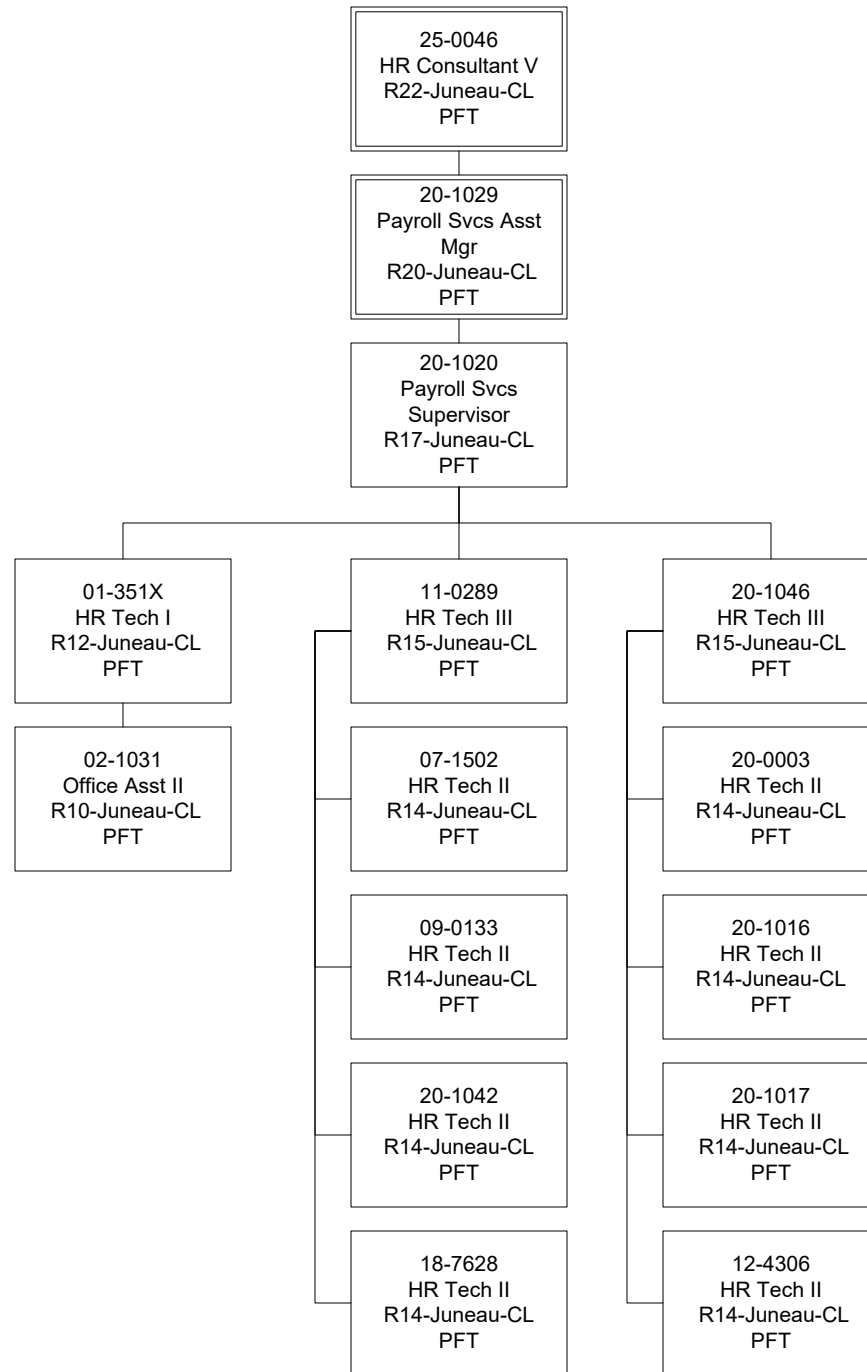 25-0046
HR Consultant V
R22-Juneau-CL
PFT
20-1029
Payroll Svcs Asst
Mgr
R20-Juneau-CL
PFT
20-1020
Payroll Svcs
Supervisor
R17-Juneau-CL
PFT
01-351X
HR Tech I
R12-Juneau-CL
PFT
02-1031
Office Asst II
R10-Juneau-CL
PFT
11-0289
HR Tech III
R15-Juneau-CL
PFT
07-1502
HR Tech II
R14-Juneau-CL
PFT
09-0133
HR Tech II
R14-Juneau-CL
PFT
20-1042
HR Tech II
R14-Juneau-CL
PFT
18-7628
HR Tech II
R14-Juneau-CL
PFT
20-1046
HR Tech III
R15-Juneau-CL
PFT
20-0003
HR Tech II
R14-Juneau-CL
PFT
20-1016
HR Tech II
R14-Juneau-CL
PFT
20-1017
HR Tech II
R14-Juneau-CL
PFT
12-4306
HR Tech II
R14-Juneau-CL
PFT